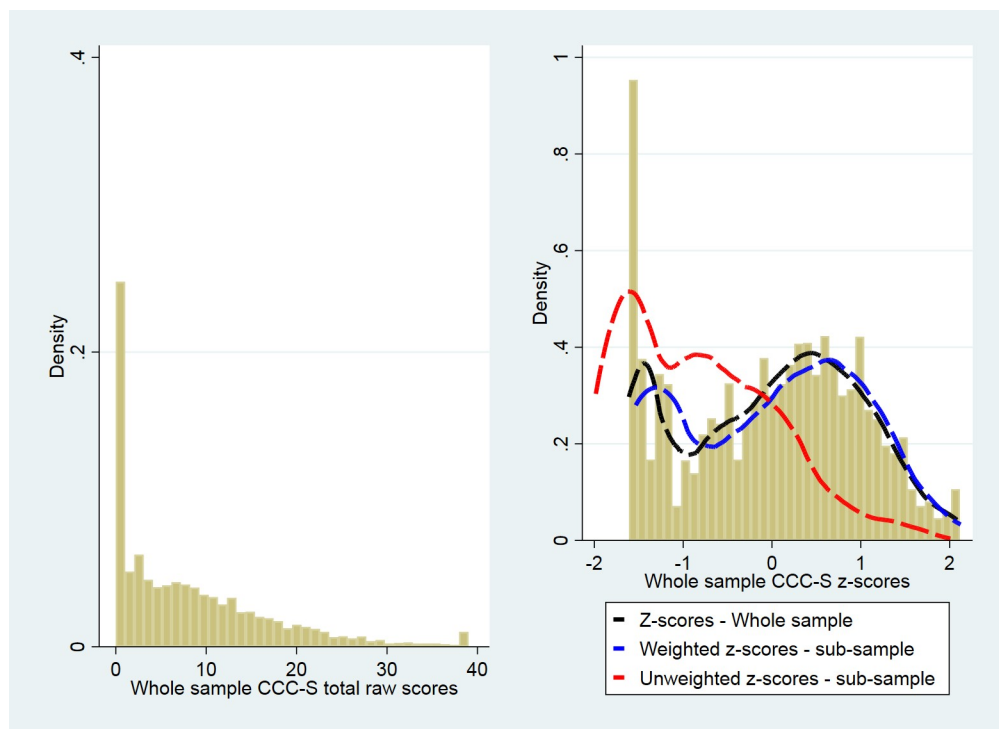 .4
.2
0
Density
0 10 20 30 40
Whole sample CCC-S total raw scores
1
.8
.6
.4
.2
0
Density
-2 -1 0 1 2
Whole sample CCC-S z-scores
Z-scores - Whole sample
Weighted z-scores - sub-sample
Unweighted z-scores - sub-sample